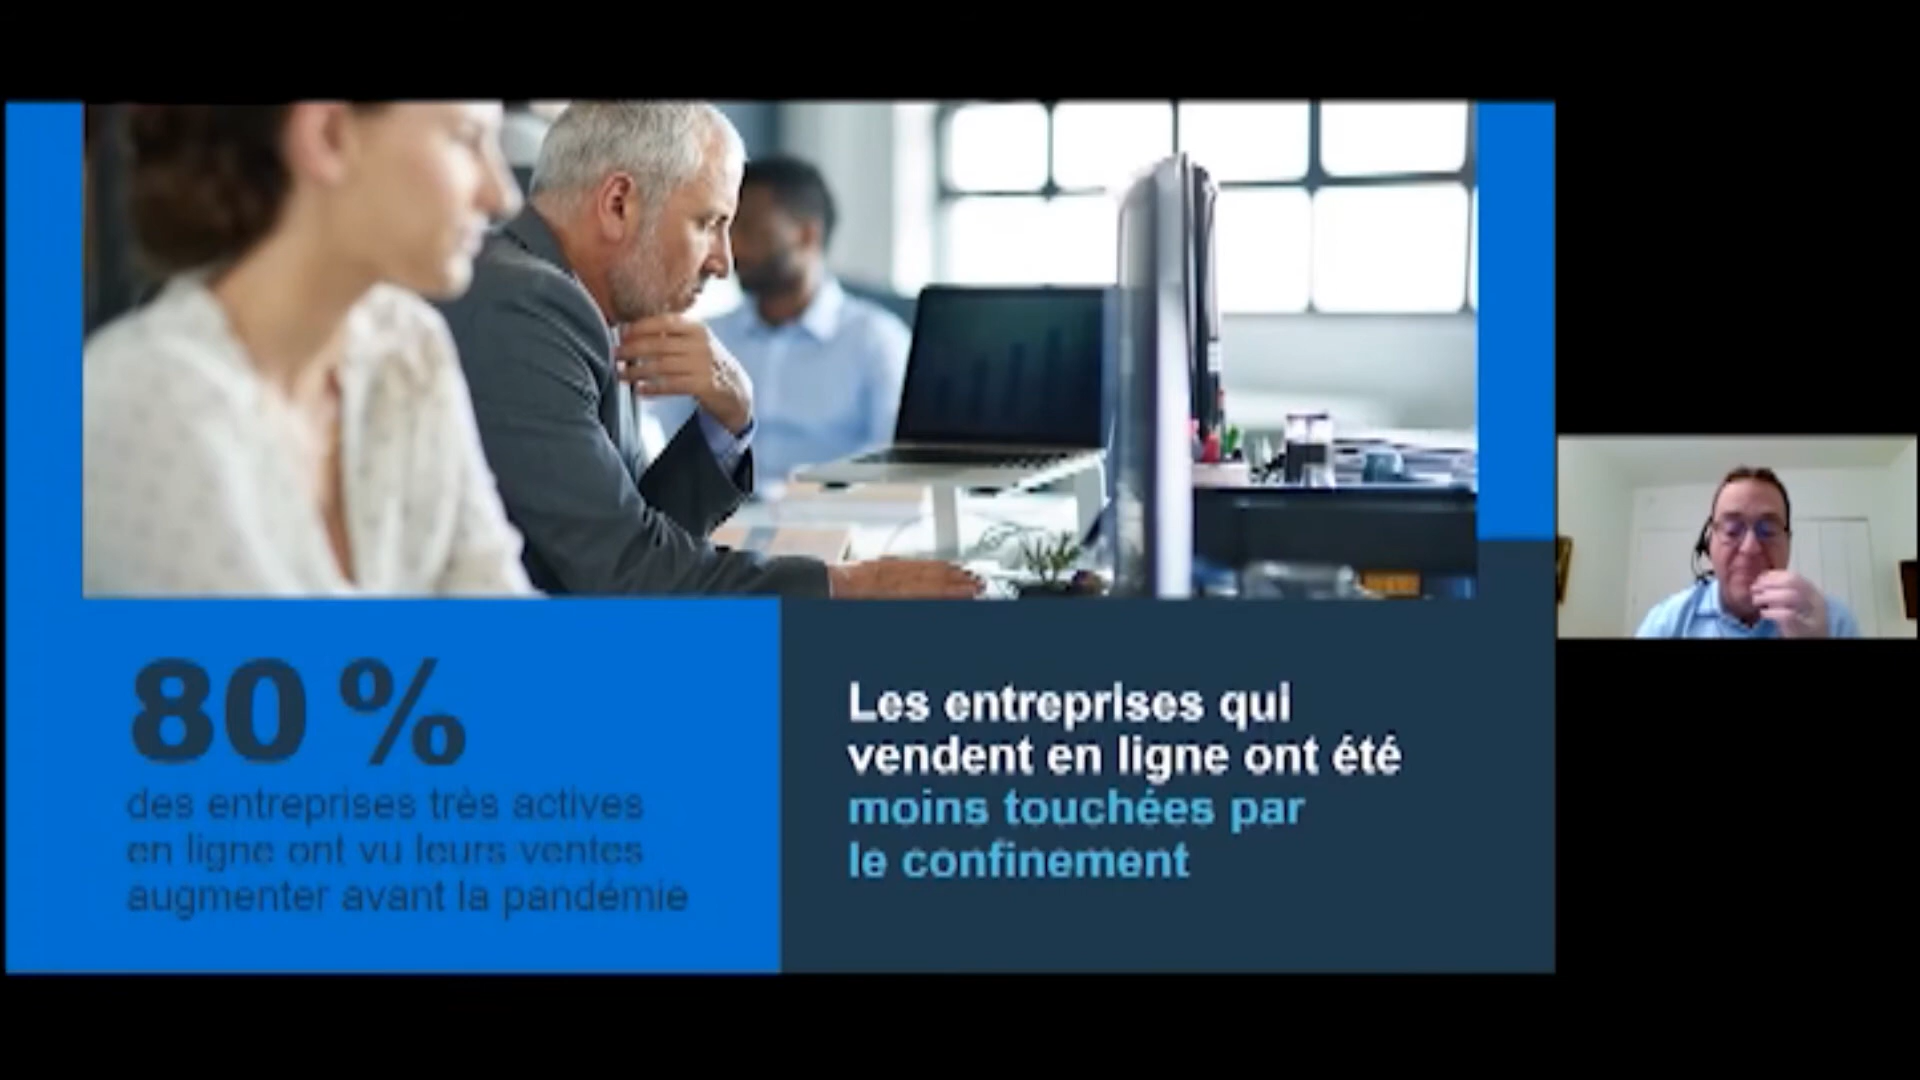 80 %
des entreprises très actives
en ligne ont vu leurs ventes
augmenter avant la pandémie
Les entreprises qui
vendent en ligne ont été
moins touchées par
le confinement